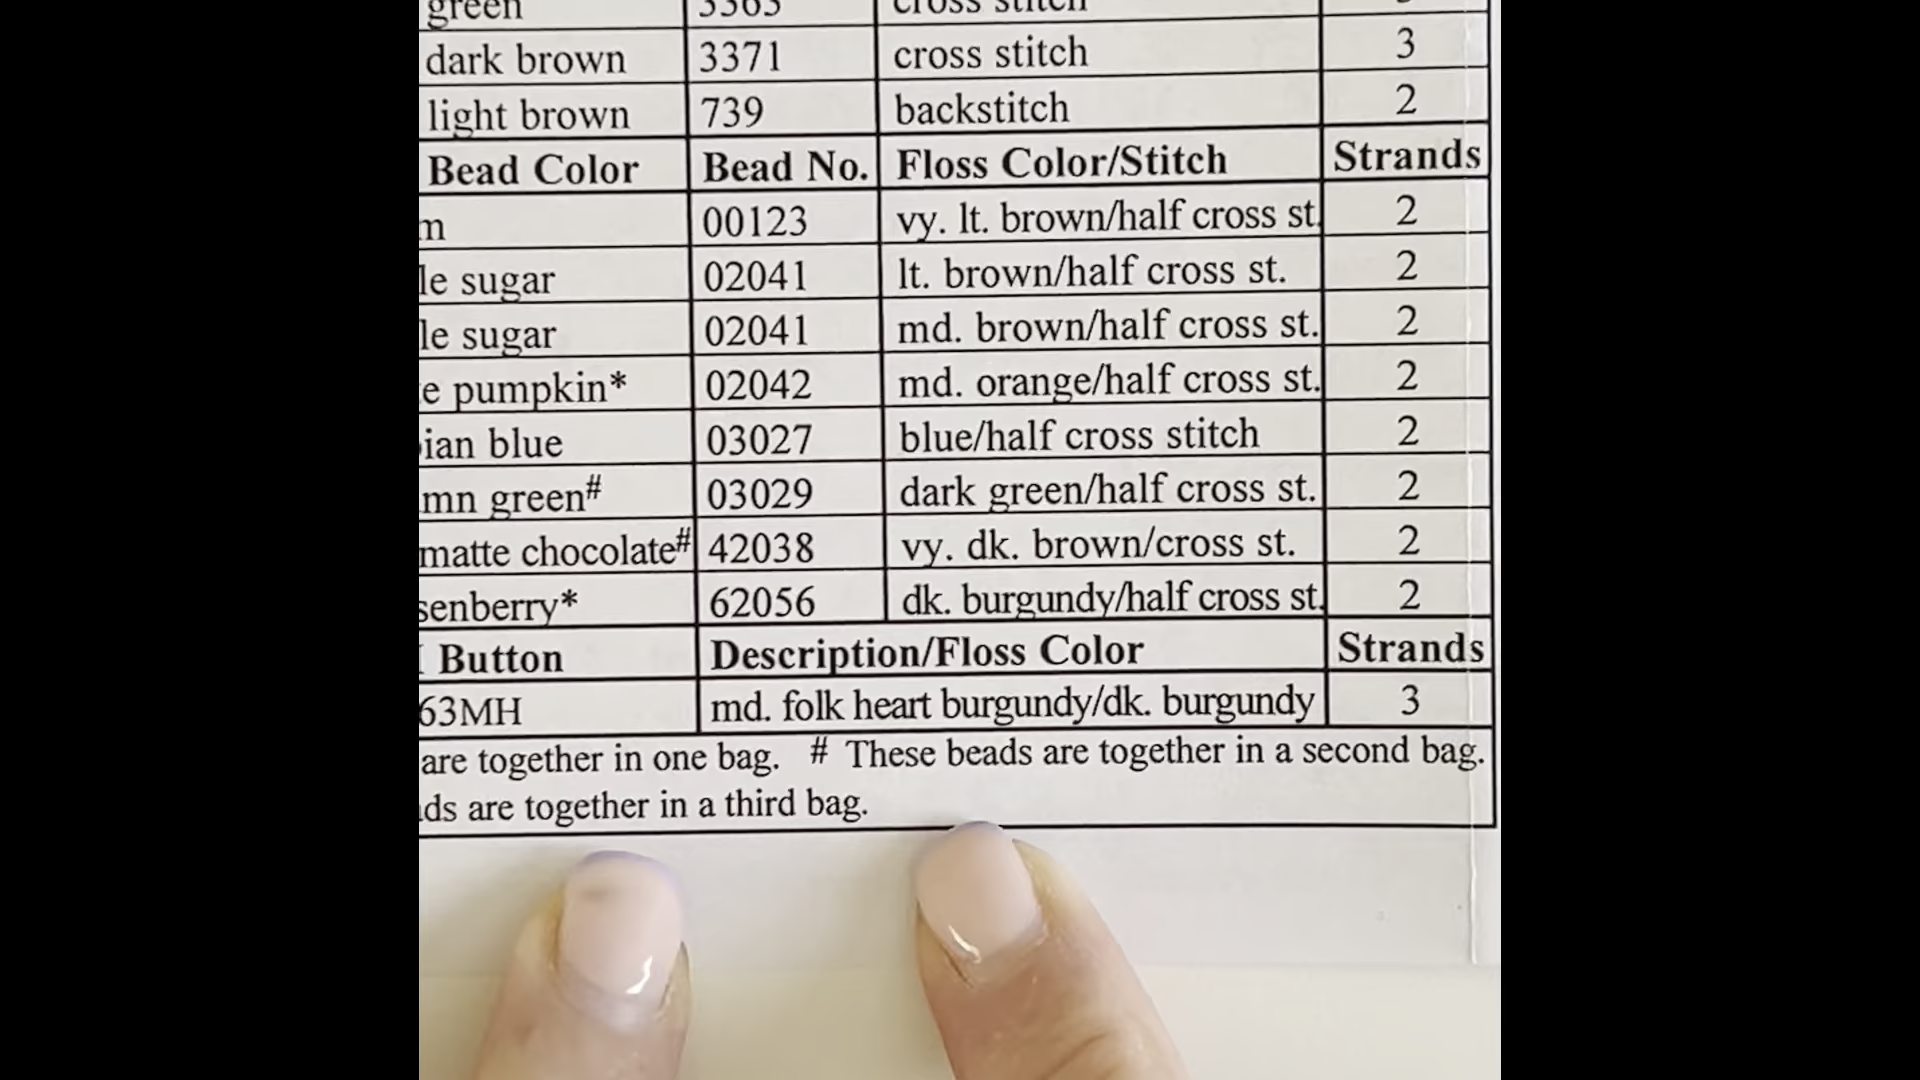 green 3363 cross stitch
dark brown 3371 cross stitch 3
light brown 739 backstitch 2
Bead Color Bead No. Floss Color/Stitch Strands
00123 vy. lt. brown/half cross st. 2
sugar 02041 lt. brown/half cross st. 2
sugar 02041 md. brown/half cross st. 2
pumpkin* 02042 md. orange/half cross st. 2
blue 03027 blue/half cross stitch 2
green# 03029 dark green/half cross st. 2
matte chocolate# 42038 vy. dk. brown/cross st. 2
senberry* 62056 dk. burgundy/half cross st. 2
Button Description/Floss Color Strands
63MH md. folk heart burgundy/dk. burgundy 3
are together in one bag. # These beads are together in a second bag.
ds are together in a third bag.